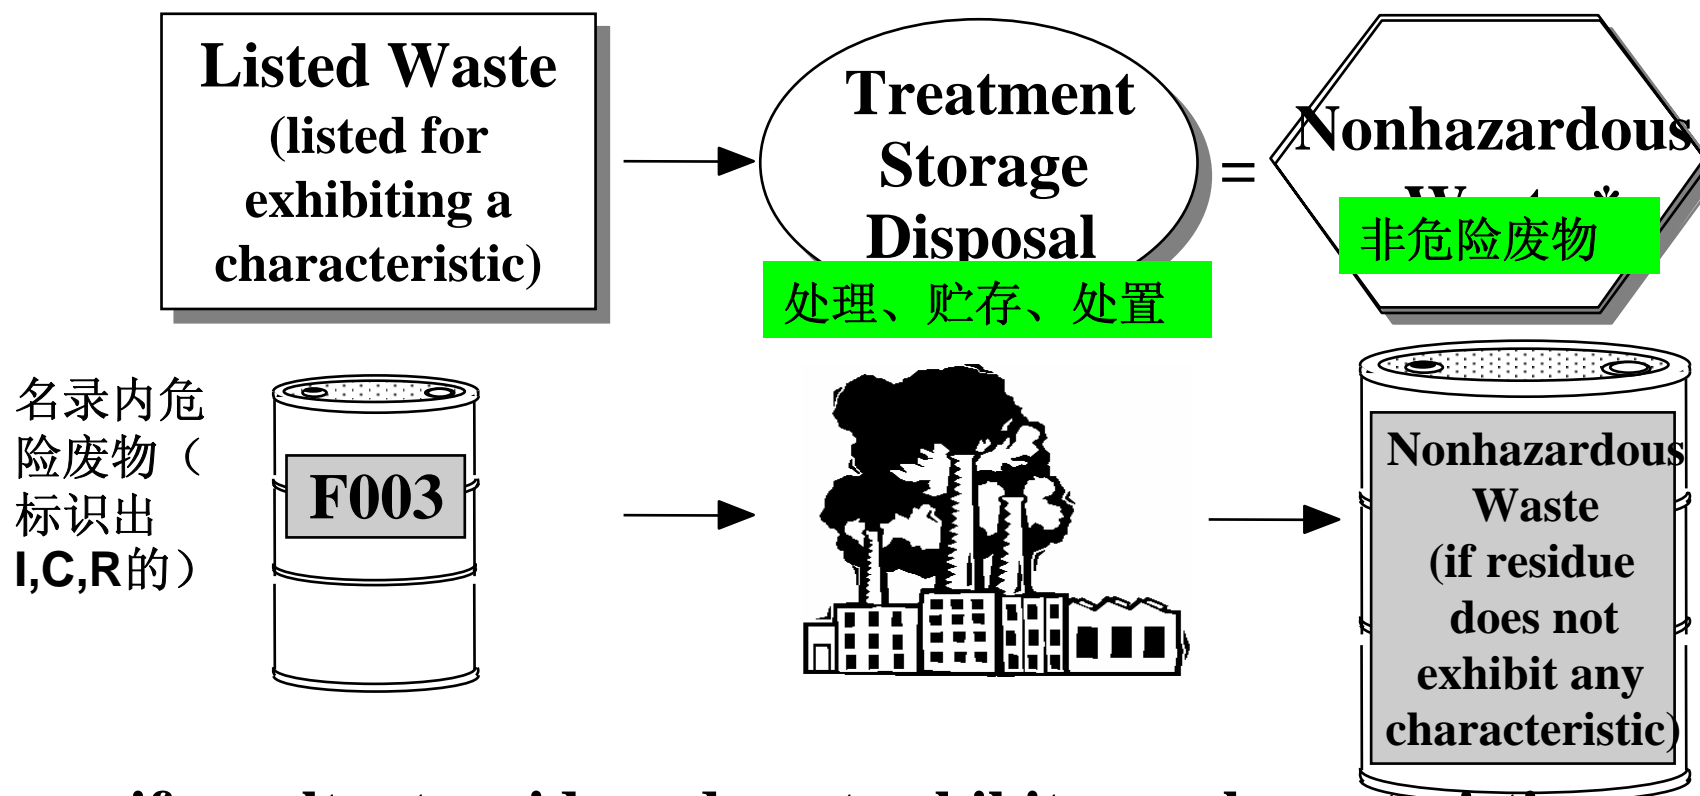 Listed Waste
(listed for
exhibiting a
characteristic)
Treatment
Storage
Disposal
处理、贮存、处置
=
Nonhazardous
*
非危险废物
名录内危
险废物（
标识出
I,C,R的）
F003
Nonhazardous
Waste
(if residue
does not
exhibit any
characteristic)